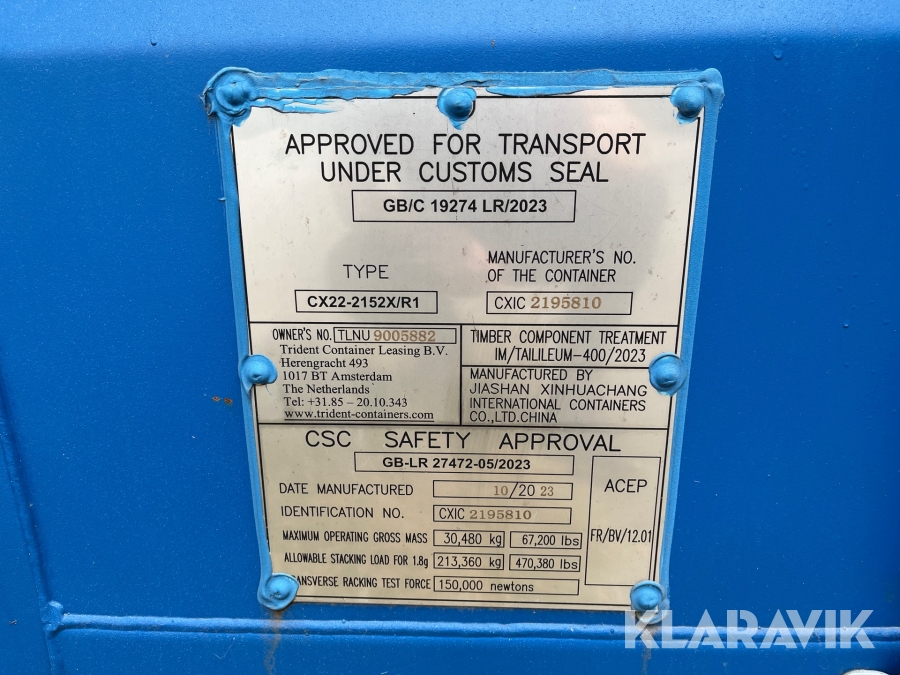 APPROVED FOR TRANSPORT
UNDER CUSTOMS SEAL
GB/C 19274 LR/2023
TYPE
CX22-2152X/R1
MANUFACTURER'S NO.
OF THE CONTAINER
CXIC 2195810
OWNER'S NO. TLNU 9005882
Trident Container Leasing B.V.
Herengracht 493
1017 BT Amsterdam
The Netherlands
Tel: +31.85 – 20.10.343
www.trident-containers.com
TIMBER COMPONENT TREATMENT
IM/TAILILEUM-400/2023
MANUFACTURED BY
JIASHAN XINHUACHANG
INTERNATIONAL CONTAINERS
CO.,LTD.CHINA
CSC SAFETY APPROVAL
GB-LR 27472-05/2023
DATE MANUFACTURED 10/20 23
IDENTIFICATION NO. CXIC 2195810
MAXIMUM OPERATING GROSS MASS 30,480 kg 67,200 lbs
ALLOWABLE STACKING LOAD FOR 1.8g 213,360 kg 470,380 lbs
RANSVERSE RACKING TEST FORCE 150,000 newtons
ACEP
FR/BV/12.01
KLARAVIK